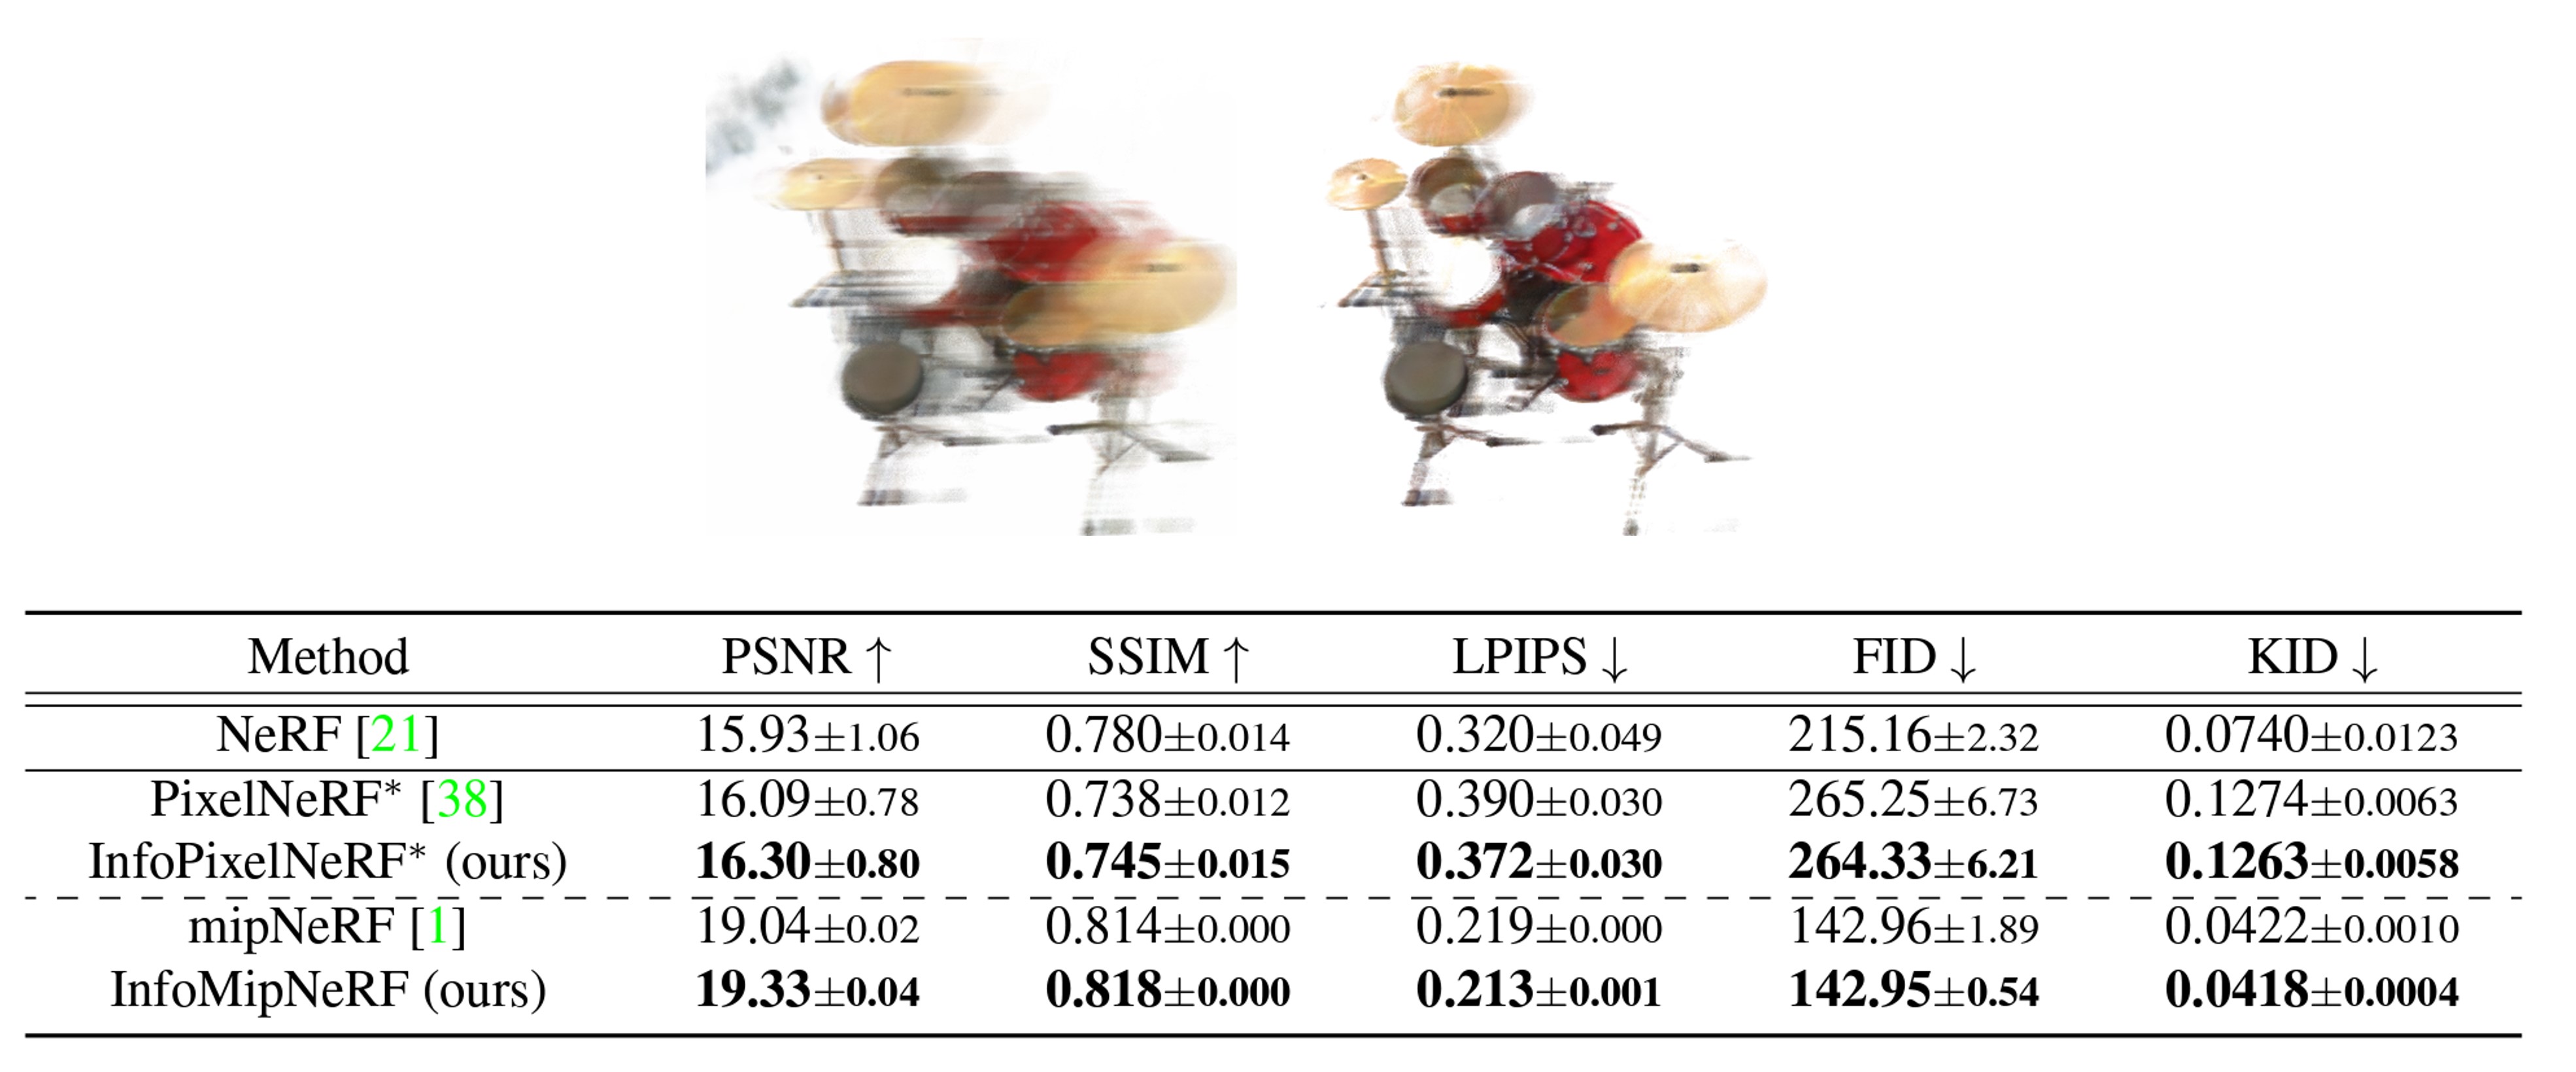 Method PSNR ↑ SSIM ↑ LPIPS ↓ FID ↓ KID ↓
NeRF [21] 15.93±1.06 0.780±0.014 0.320±0.049 215.16±2.32 0.0740±0.0123
PixelNeRF* [38] 16.09±0.78 0.738±0.012 0.390±0.030 265.25±6.73 0.1274±0.0063
InfoPixelNeRF* (ours) 16.30±0.80 0.745±0.015 0.372±0.030 264.33±6.21 0.1263±0.0058
mipNeRF [1] 19.04±0.02 0.814±0.000 0.219±0.000 142.96±1.89 0.0422±0.0010
InfoMipNeRF (ours) 19.33±0.04 0.818±0.000 0.213±0.001 142.95±0.54 0.0418±0.0004